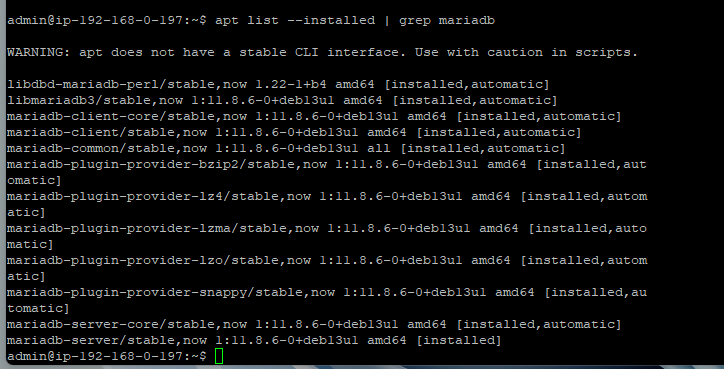 admin@ip-192-168-0-197:~$ apt list --installed | grep mariadb
WARNING: apt does not have a stable CLI interface. Use with caution in scripts.
libdbd-mariadb-perl/stable,now 1.22-1+b4 amd64 [installed,automatic]
libmariadb3/stable,now 1:11.8.6-0+deb13u1 amd64 [installed,automatic]
mariadb-client-core/stable,now 1:11.8.6-0+deb13u1 amd64 [installed,automatic]
mariadb-client/stable,now 1:11.8.6-0+deb13u1 amd64 [installed,automatic]
mariadb-common/stable,now 1:11.8.6-0+deb13u1 all [installed,automatic]
mariadb-plugin-provider-bzip2/stable,now 1:11.8.6-0+deb13u1 amd64 [installed,aut
omatic]
mariadb-plugin-provider-lz4/stable,now 1:11.8.6-0+deb13u1 amd64 [installed,autom
atic]
mariadb-plugin-provider-lzma/stable,now 1:11.8.6-0+deb13u1 amd64 [installed,auto
matic]
mariadb-plugin-provider-lzo/stable,now 1:11.8.6-0+deb13u1 amd64 [installed,autom
atic]
mariadb-plugin-provider-snappy/stable,now 1:11.8.6-0+deb13u1 amd64 [installed,au
tomatic]
mariadb-server-core/stable,now 1:11.8.6-0+deb13u1 amd64 [installed,automatic]
mariadb-server/stable,now 1:11.8.6-0+deb13u1 amd64 [installed]
admin@ip-192-168-0-197:~$